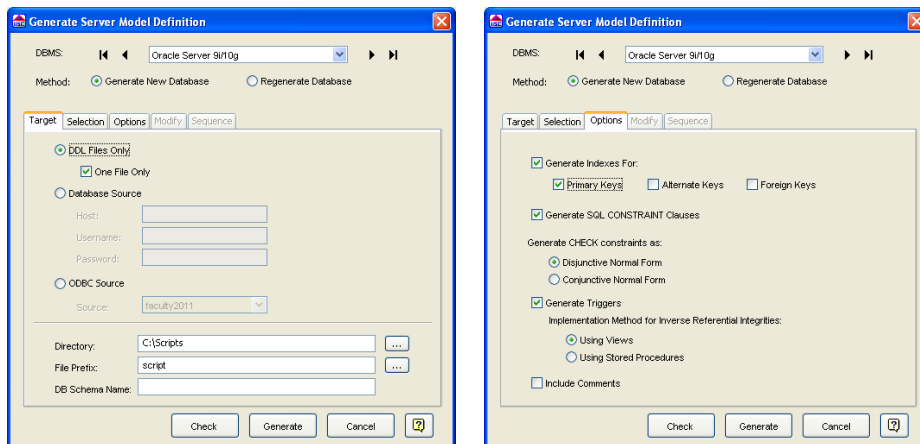 Generate Server Model Definition
DBMS: Oracle Server 9i/10g
Method: Generate New Database Regenerate Database
Target Selection Options Modify Sequence
DDL Files Only
One File Only
Database Source
Host:
Username:
Password:
ODBC Source
Source: faculty2011
Directory: C:\Scripts ...
File Prefix: script ...
DB Schema Name:
Check Generate Cancel ?
Generate Server Model Definition
DBMS: Oracle Server 9i/10g
Method: Generate New Database Regenerate Database
Target Selection Options Modify Sequence
Generate Indexes For:
Primary Keys Alternate Keys Foreign Keys
Generate SQL CONSTRAINT Clauses
Generate CHECK constraints as:
Disjunctive Normal Form
Conjunctive Normal Form
Generate Triggers
Implementation Method for Inverse Referential Integrities:
Using Views
Using Stored Procedures
Include Comments
Check Generate Cancel ?